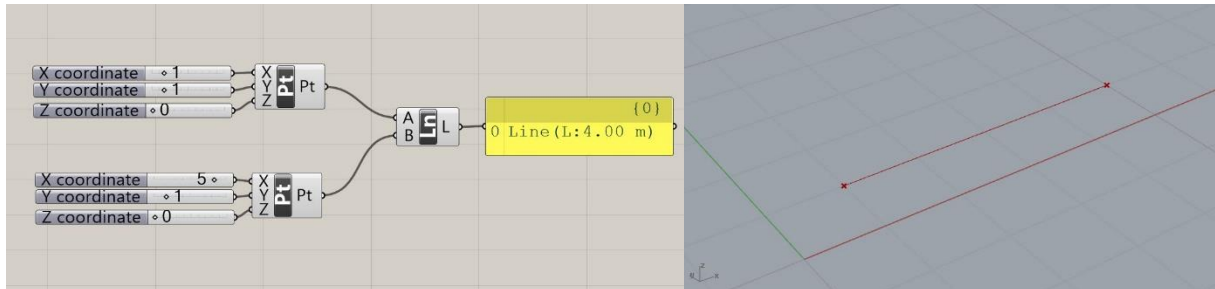 X coordinate 1
Y coordinate 1
Z coordinate 0
X
Y
Z
Pt
Pt
A
B
Ln
L
{0}
0 Line(L:4.00 m)
X coordinate 5
Y coordinate 1
Z coordinate 0
X
Y
Z
Pt
Pt
z
y x